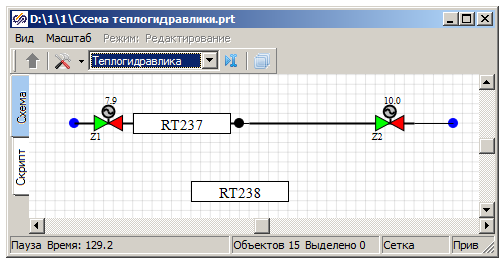 D:\1\1\Схема теплогидравлики.prt
Вид Масштаб Режим: Редактирование
Теплогидравлика
Схема
Скрипт
7.9
10.0
RT237
Z1
Z2
RT238
Пауза Время: 129.2 Объектов 15 Выделено 0 Сетка Прив